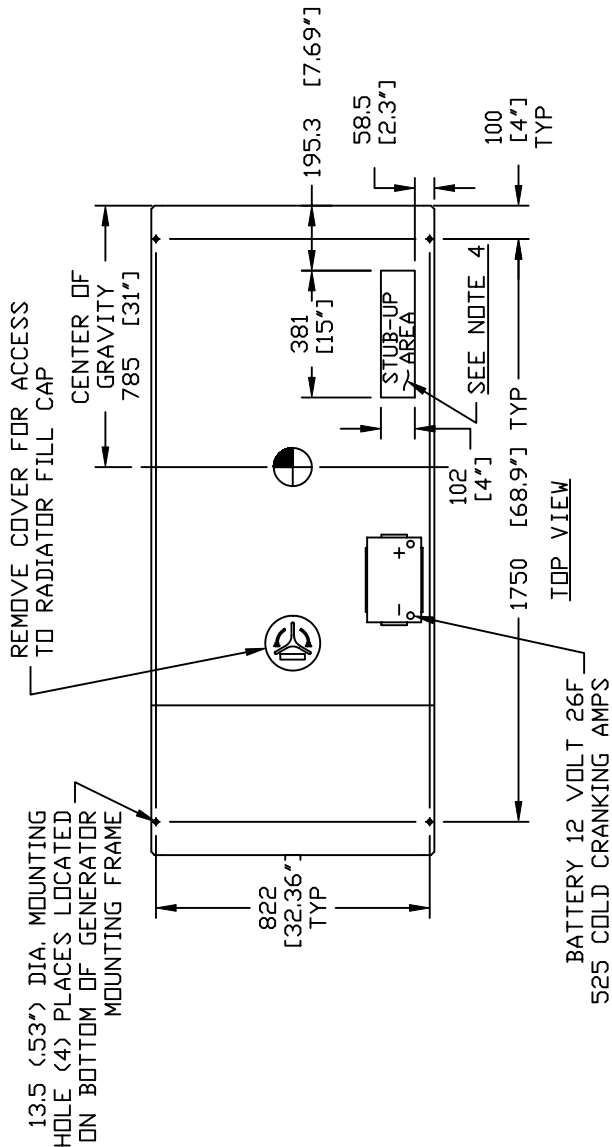 REMOVE COVER FOR ACCESS
TO RADIATOR FILL CAP
13.5 (.53") DIA. MOUNTING
HOLE (4) PLACES LOCATED
ON BOTTOM OF GENERATOR
MOUNTING FRAME
CENTER OF
GRAVITY
785 [31"]
195.3 [7.69"]
381
[15"]
58.5
[2.3"]
STUB-UP
AREA
822
[32.36"]
TYP
102
[4"]
SEE NOTE 4
100
[4"]
TYP
- +
1750 [68.9"] TYP
TOP VIEW
BATTERY 12 VOLT 26F
525 COLD CRANKING AMPS